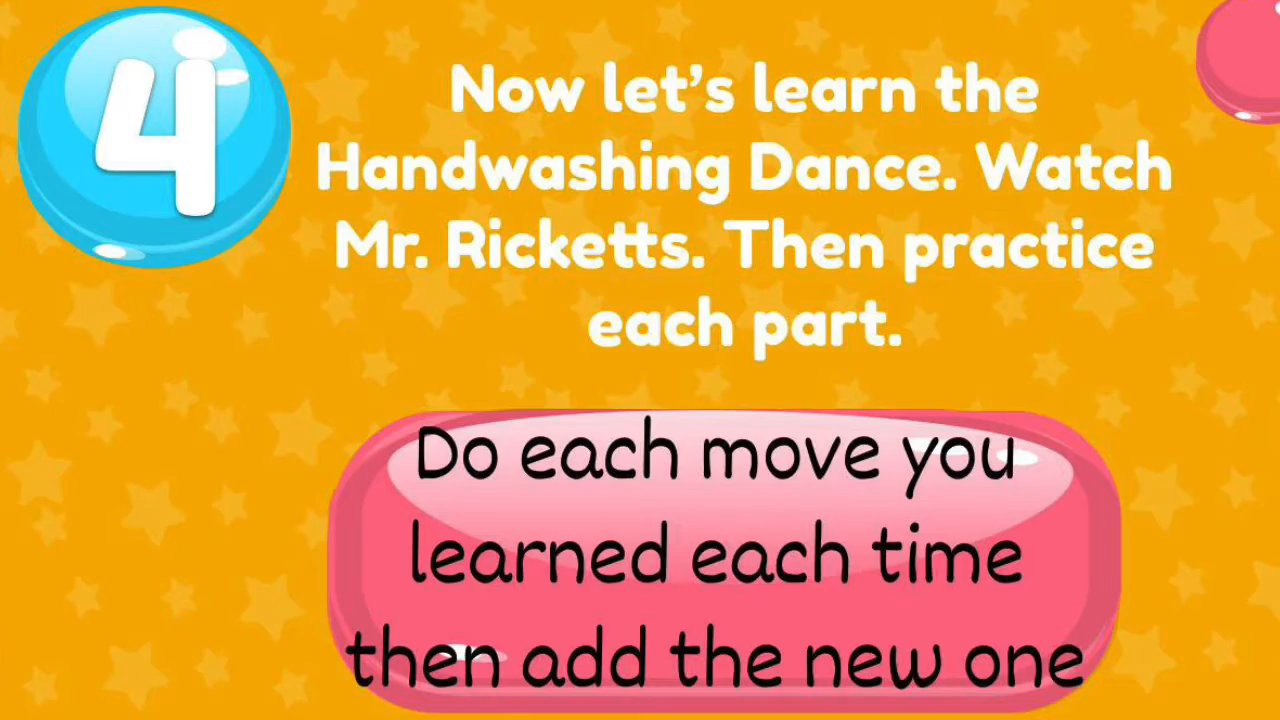 4
Now let's learn the
Handwashing Dance. Watch
Mr. Ricketts. Then practice
each part.
Do each move you
learned each time
then add the new one